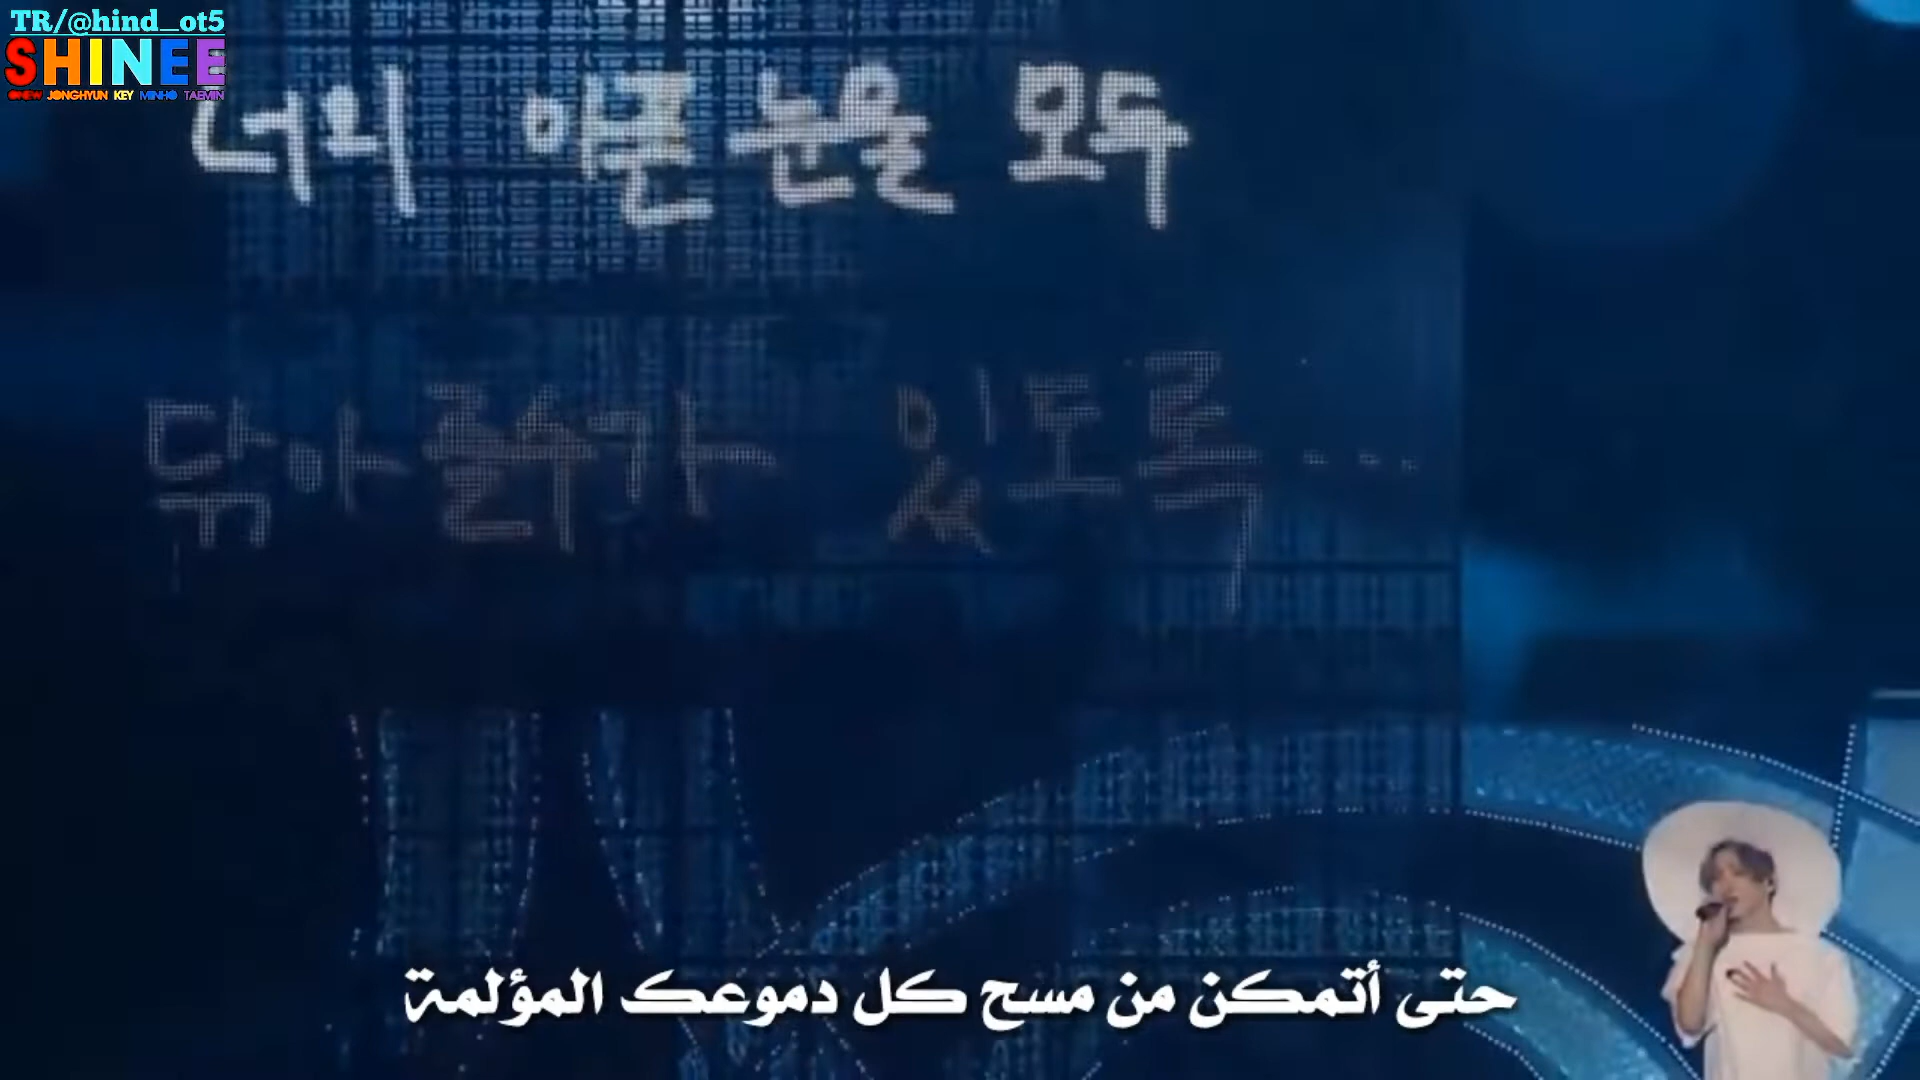 TR/@hind_ot5
SHINEE
ONEW JONGHYUN KEY MINHO TAEMIN
너의 아픈 눈물 모두
닦아 줄수가 있도록...
حتى أتمكن من مسح كل دموعك المؤلمة